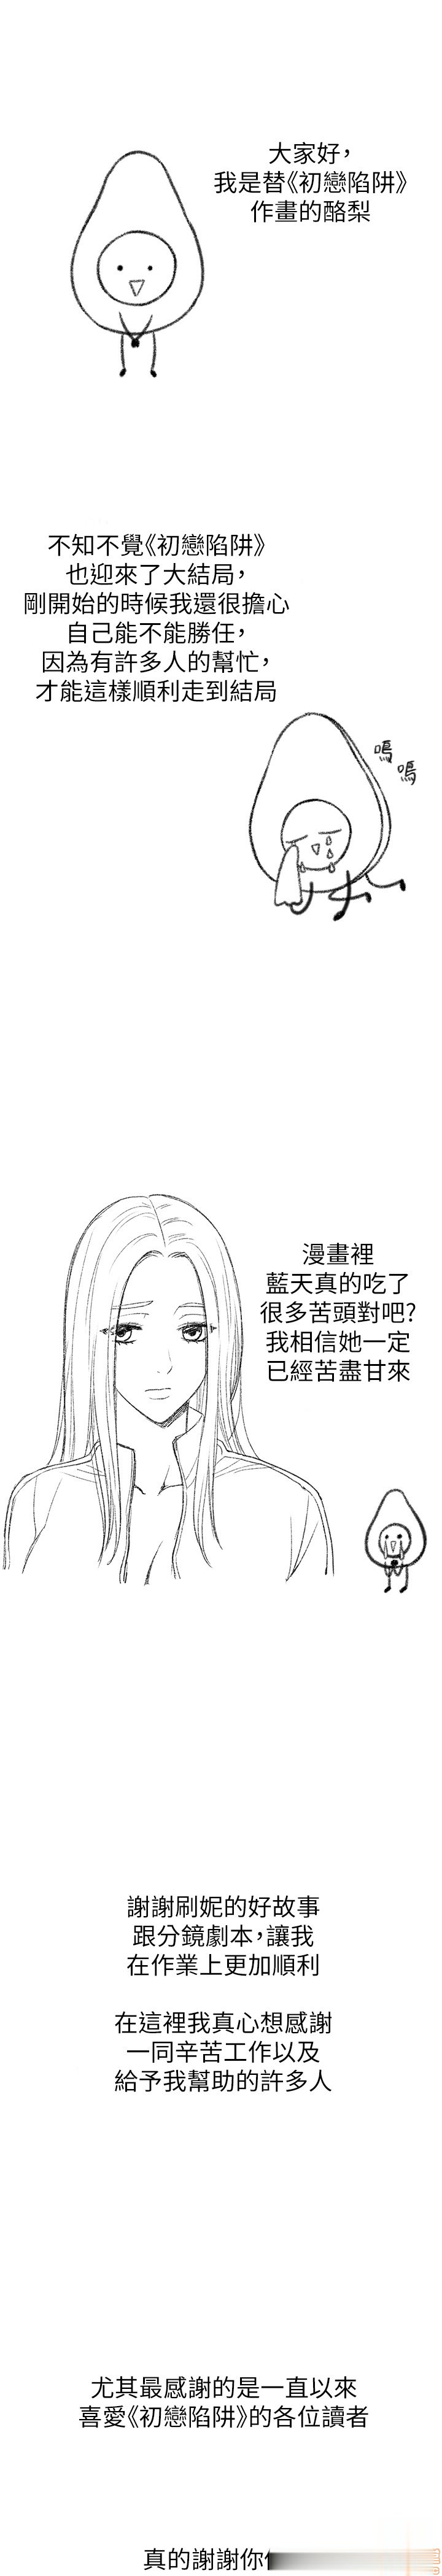 大家好，
我是替《初戀陷阱》
作畫的酪梨
不知不覺《初戀陷阱》
也迎來了大結局，
剛開始的時候我還很擔心
自己能不能勝任，
因為有許多人的幫忙，
才能這樣順利走到結局
嗚
嗚
漫畫裡
藍天真的吃了
很多苦頭對吧?
我相信她一定
已經苦盡甘來
謝謝刷妮的好故事
跟分鏡劇本，讓我
在作業上更加順利
在這裡我真心想感謝
一同辛苦工作以及
給予我幫助的許多人
尤其最感謝的是一直以來
喜愛《初戀陷阱》的各位讀者
真的謝謝你